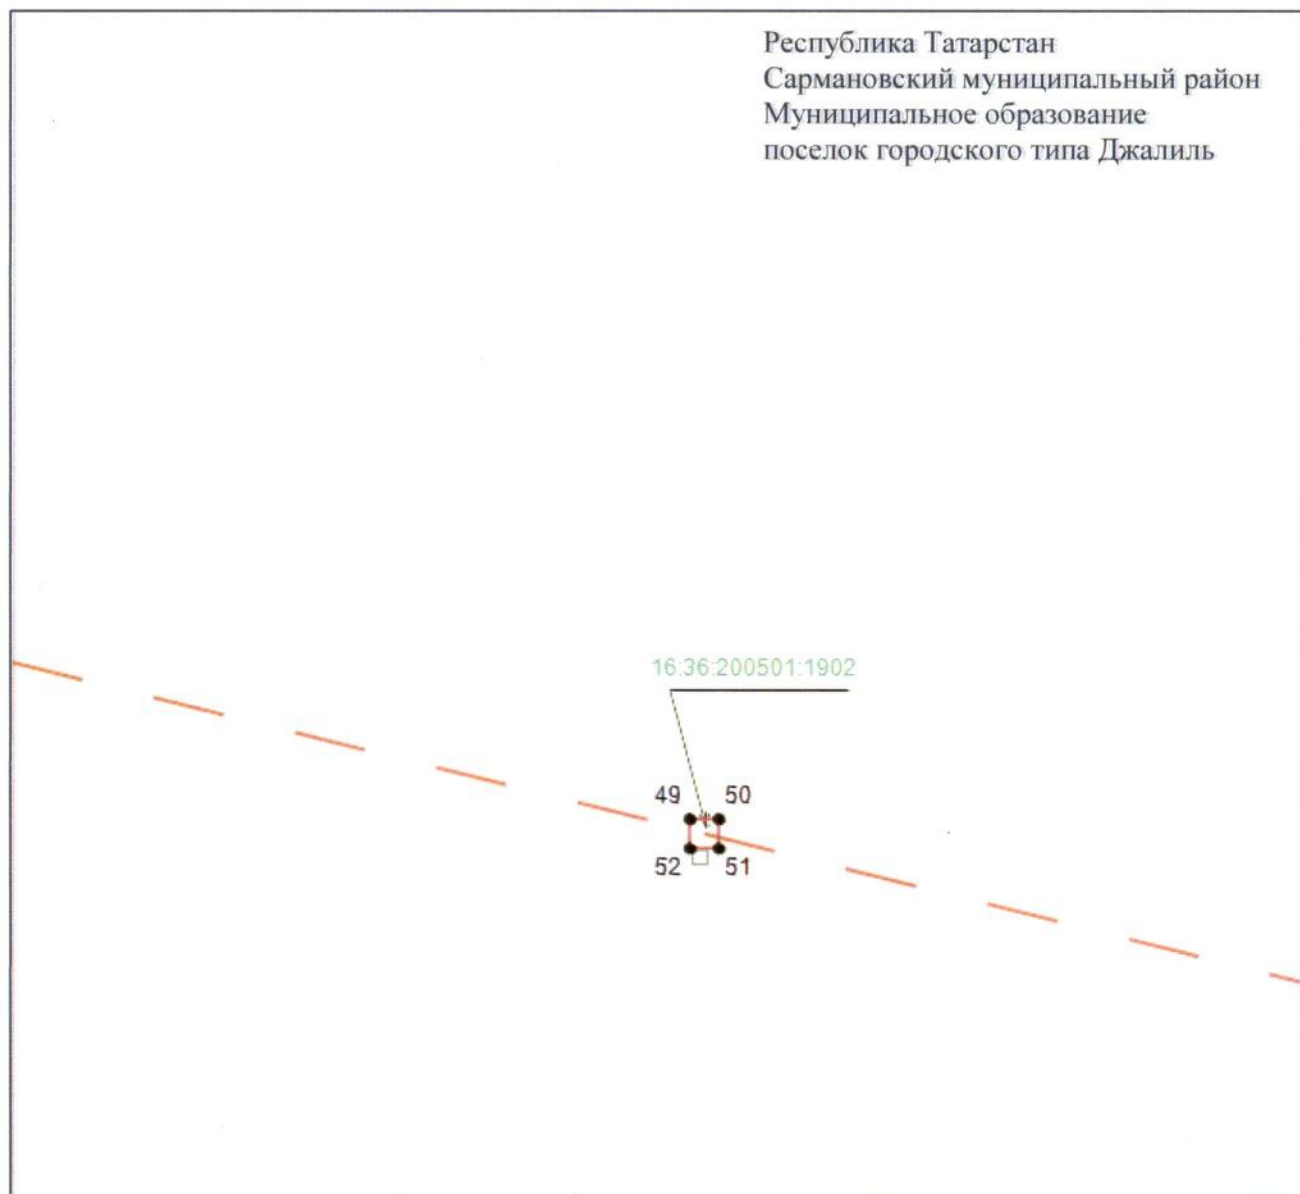 Республика Татарстан
Сармановский муниципальный район
Муниципальное образование
поселок городского типа Джалиль
16:36:200501:1902
49 50
52 51